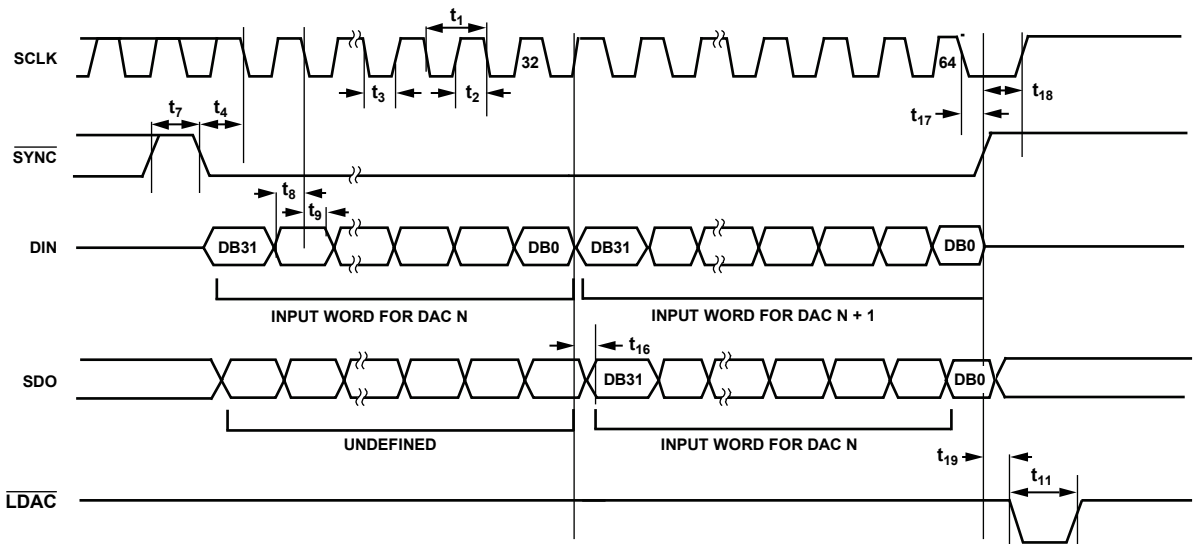 t1
SCLK
32
64
t3
t2
t18
t17
t7
t4
SYNC
t8
t9
DIN
DB31
DB0
DB31
DB0
INPUT WORD FOR DAC N
INPUT WORD FOR DAC N + 1
t16
SDO
DB31
DB0
UNDEFINED
INPUT WORD FOR DAC N
t19
t11
LDAC